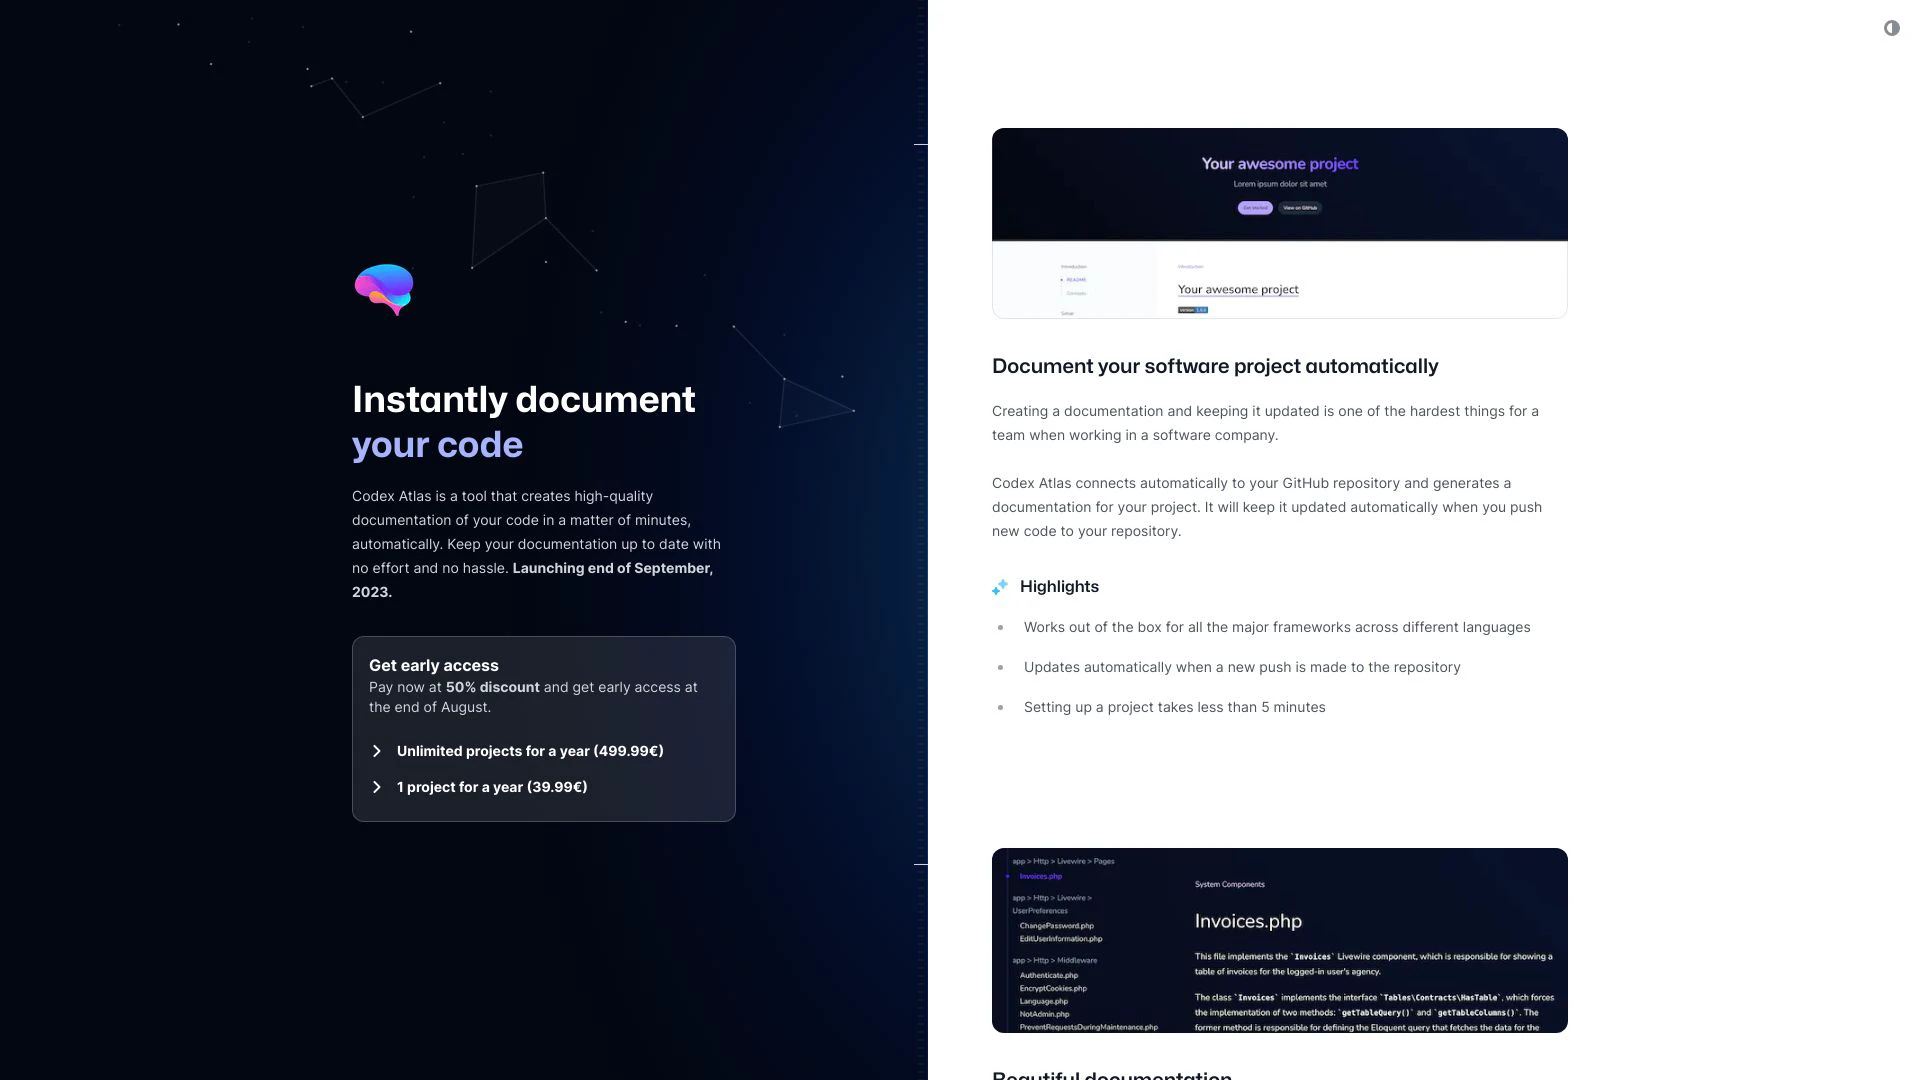 Instantly document
your code
Codex Atlas is a tool that creates high-quality
documentation of your code in a matter of minutes,
automatically. Keep your documentation up to date with
no effort and no hassle. Launching end of September,
2023.
Get early access
Pay now at 50% discount and get early access at
the end of August.
Unlimited projects for a year (499.99€)
1 project for a year (39.99€)
Your awesome project
Lorem ipsum dolor sit amet
Get started
View on GitHub
Introduction
README
Concepts
Setup
Introduction
Your awesome project
version 1.0.0
Document your software project automatically
Creating a documentation and keeping it updated is one of the hardest things for a
team when working in a software company.
Codex Atlas connects automatically to your GitHub repository and generates a
documentation for your project. It will keep it updated automatically when you push
new code to your repository.
Highlights
Works out of the box for all the major frameworks across different languages
Updates automatically when a new push is made to the repository
Setting up a project takes less than 5 minutes
app > Http > Livewire > Pages
Invoices.php
app > Http > Livewire >
UserPreferences
ChangePassword.php
EditUserInformation.php
app > Http > Middleware
Authenticate.php
EncryptCookies.php
Language.php
NotAdmin.php
PreventRequestsDuringMaintenance.php
System Components
Invoices.php
This file implements the `Invoices` Livewire component, which is responsible for showing a
table of invoices for the logged-in user's agency.
The class `Invoices` implements the interface `Tables\Contracts\HasTable`, which forces
the implementation of two methods: `getTableQuery()` and `getTableColumns()`. The
former method is responsible for defining the Eloquent query that fetches the data for the
Beautiful documentation